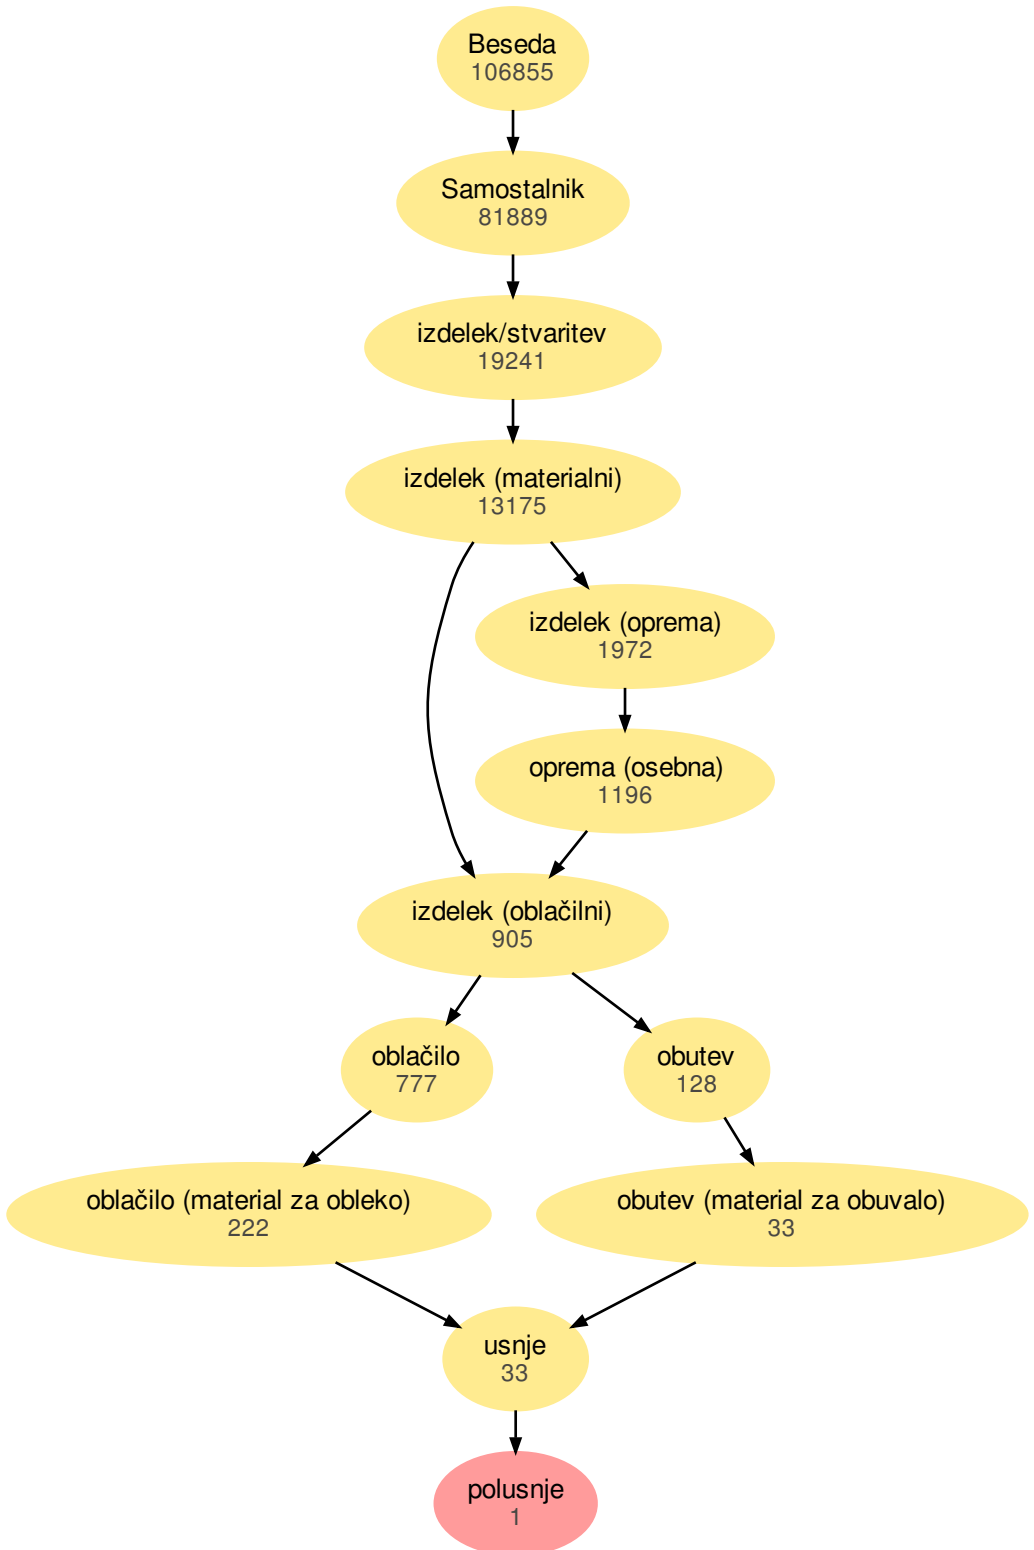 Beseda
106855
Samostalnik
81889
izdelek/stvaritev
19241
izdelek (materialni)
13175
izdelek (oprema)
1972
oprema (osebna)
1196
izdelek (oblačilni)
905
oblačilo
777
obutev
128
oblačilo (material za obleko)
222
obutev (material za obuvalo)
33
usnje
33
polusnje
1